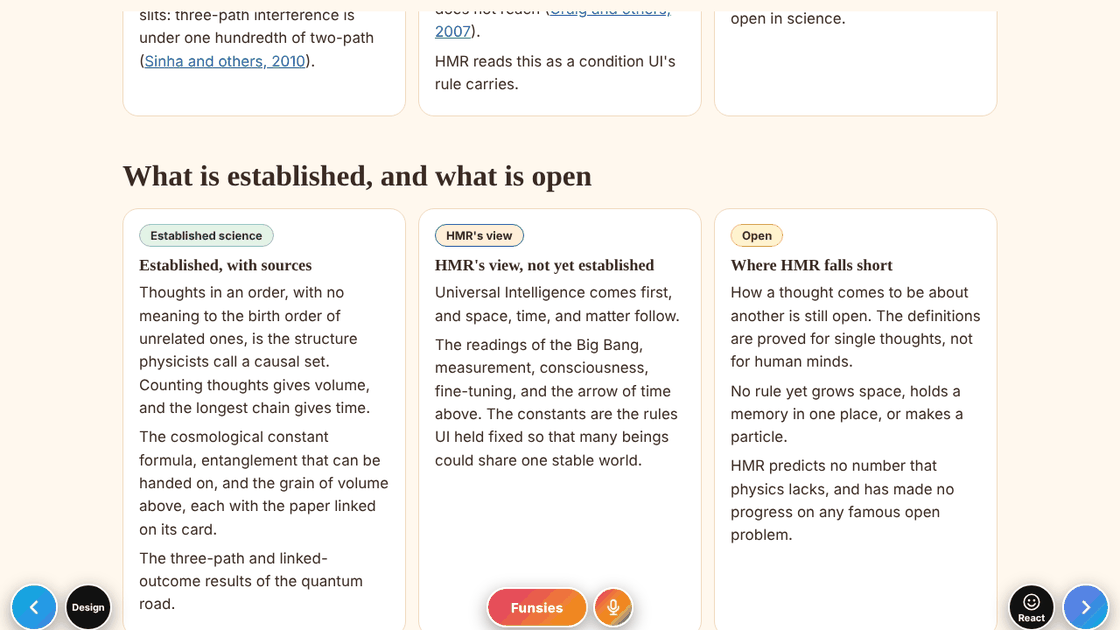 slits: three-path interference is
under one hundredth of two-path
(Sinha and others, 2010).
does not reach (Craig and others,
2007).
HMR reads this as a condition UI's
rule carries.
open in science.
What is established, and what is open
Established science
Established, with sources
Thoughts in an order, with no
meaning to the birth order of
unrelated ones, is the structure
physicists call a causal set.
Counting thoughts gives volume,
and the longest chain gives time.
The cosmological constant
formula, entanglement that can be
handed on, and the grain of volume
above, each with the paper linked
on its card.
The three-path and linked-
outcome results of the quantum
road.
HMR's view
HMR's view, not yet established
Universal Intelligence comes first,
and space, time, and matter follow.
The readings of the Big Bang,
measurement, consciousness,
fine-tuning, and the arrow of time
above. The constants are the rules
UI held fixed so that many beings
could share one stable world.
Open
Where HMR falls short
How a thought comes to be about
another is still open. The definitions
are proved for single thoughts, not
for human minds.
No rule yet grows space, holds a
memory in one place, or makes a
particle.
HMR predicts no number that
physics lacks, and has made no
progress on any famous open
problem.
Design
Funsies
React